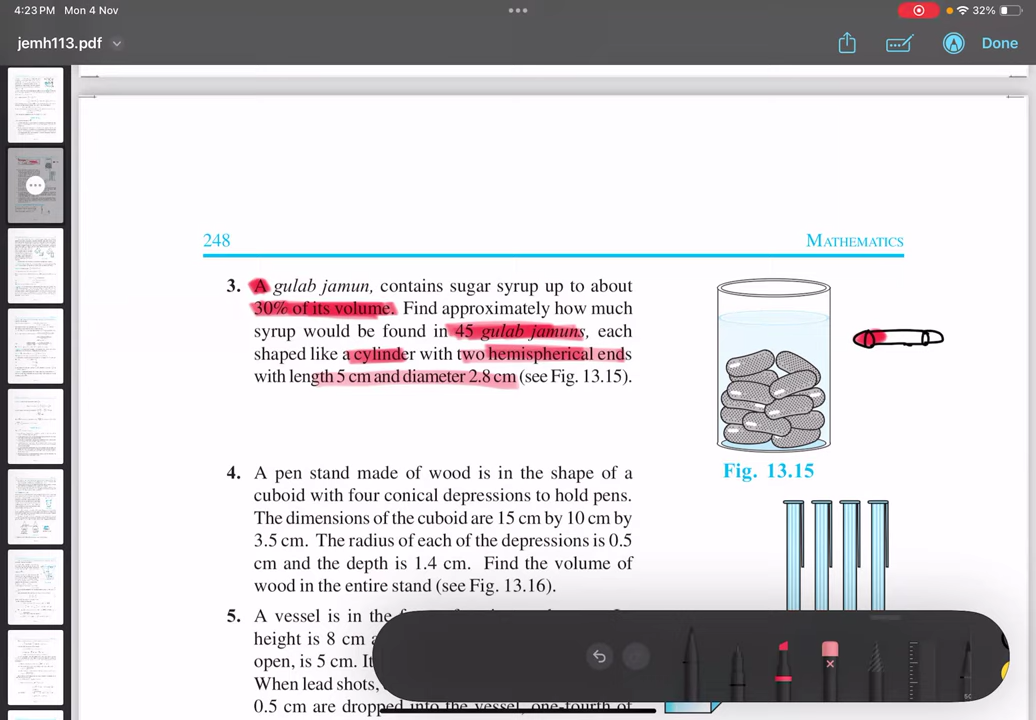 4:23 PM Mon 4 Nov
32%
jemh113.pdf
Done
248
MATHEMATICS
3. A gulab jamun, contains sugar syrup up to about
30% of its volume. Find approximately how much
syrup would be found in 45 gulab jamuns, each
shaped like a cylinder with two hemispherical ends
with length 5 cm and diameter 2.8 cm (see Fig. 13.15).
Fig. 13.15
4. A pen stand made of wood is in the shape of a
cuboid with four conical depressions to hold pens.
The dimensions of the cuboid are 15 cm by 10 cm by
3.5 cm. The radius of each of the depressions is 0.5
cm and the depth is 1.4 cm. Find the volume of
wood in the entire stand (see Fig. 13.16).
5. A vessel is in the
height is 8 cm
open, is 5 cm. It
When lead shots,
0.5 cm are dropped into the vessel, one-fourth of